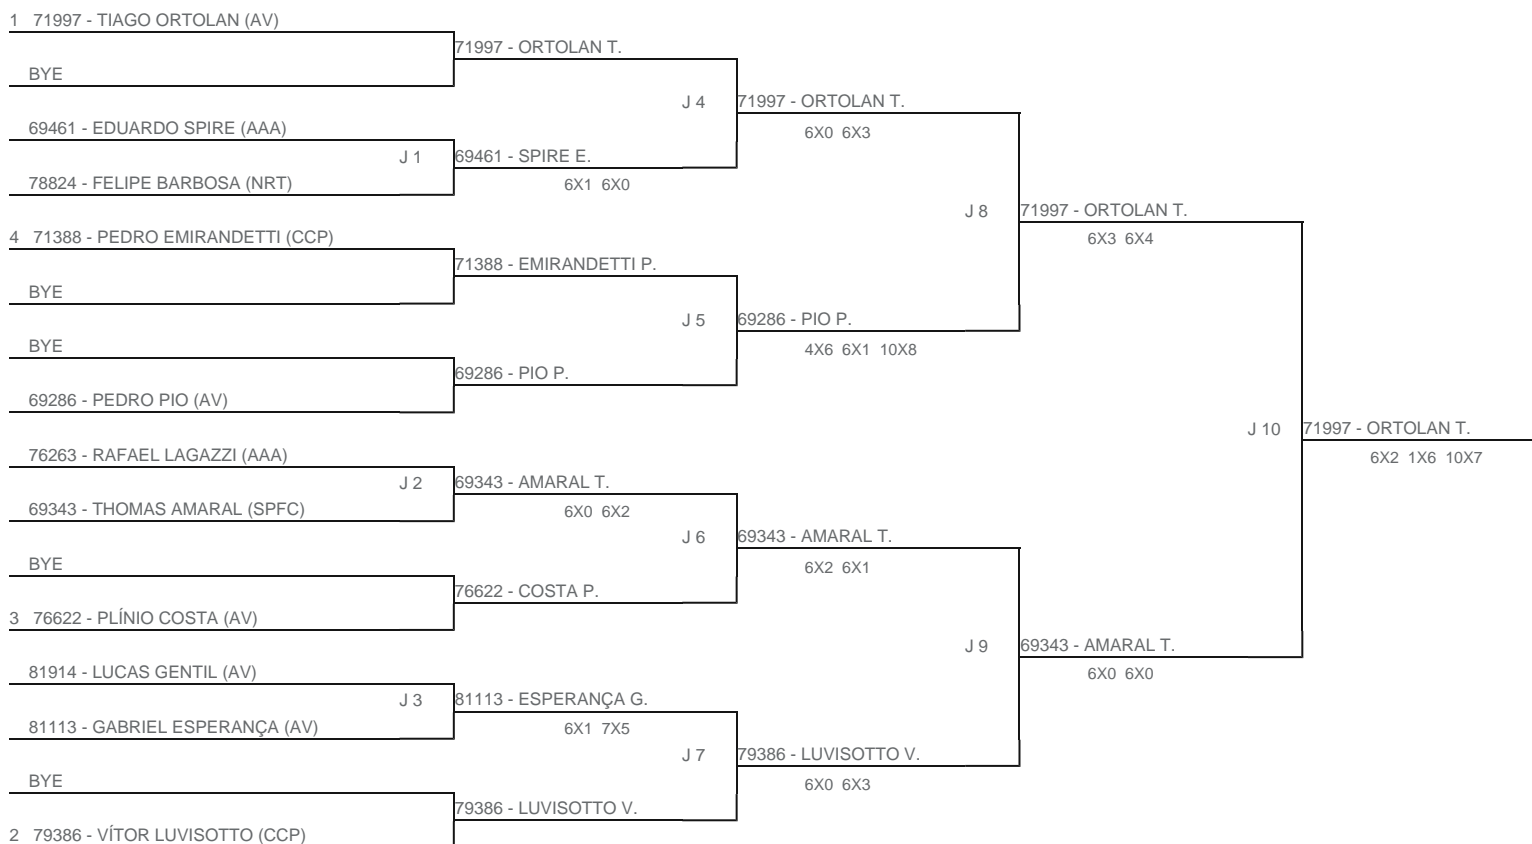 1 71997 - TIAGO ORTOLAN (AV)
71997 - ORTOLAN T.
BYE
J 4
71997 - ORTOLAN T.
6X0 6X3
69461 - EDUARDO SPIRE (AAA)
J 1
69461 - SPIRE E.
6X1 6X0
78824 - FELIPE BARBOSA (NRT)
J 8
71997 - ORTOLAN T.
6X3 6X4
4 71388 - PEDRO EMIRANDETTI (CCP)
71388 - EMIRANDETTI P.
BYE
J 5
69286 - PIO P.
4X6 6X1 10X8
BYE
69286 - PIO P.
69286 - PEDRO PIO (AV)
J 10
71997 - ORTOLAN T.
6X2 1X6 10X7
76263 - RAFAEL LAGAZZI (AAA)
J 2
69343 - AMARAL T.
6X0 6X2
69343 - THOMAS AMARAL (SPFC)
J 6
69343 - AMARAL T.
6X2 6X1
BYE
76622 - COSTA P.
3 76622 - PLÍNIO COSTA (AV)
J 9
69343 - AMARAL T.
6X0 6X0
81914 - LUCAS GENTIL (AV)
J 3
81113 - ESPERANÇA G.
6X1 7X5
81113 - GABRIEL ESPERANÇA (AV)
J 7
79386 - LUVISOTTO V.
6X0 6X3
BYE
79386 - LUVISOTTO V.
2 79386 - VÍTOR LUVISOTTO (CCP)